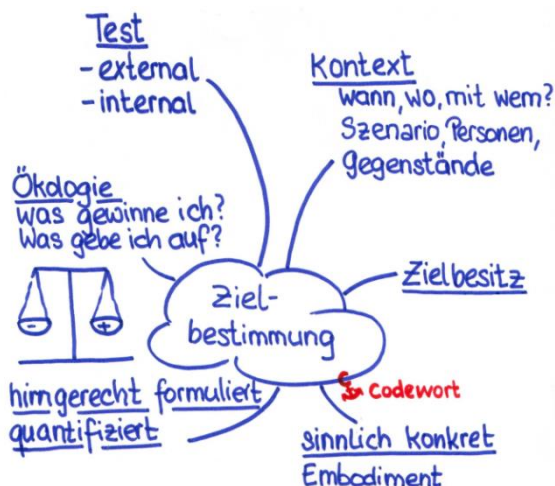 Test
- external
- internal
Kontext
wann, wo, mit wem?
Szenario, Personen,
Gegenstände
Ökologie
was gewinne ich?
Was gebe ich auf?
- +
Zielbesitz
Ziel-
bestimmung
hirngerecht formuliert
quantifiziert
Codewort
sinnlich konkret
Embodiment